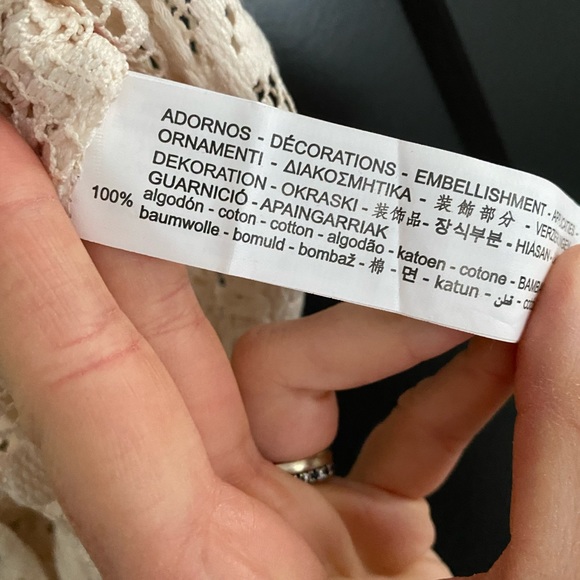 ADORNOS - DÉCORATIONS - EMBELLISHMENT -
ORNAMENTI - ΔΙΑΚΟΣΜΗΤΙΚΑ - 装飾部分 -
DEKORATION - OKRASKI - 装饰品 - 장식부분 - HIASAN
GUARNICIÓ - APAINGARRIAK
100% algodón - coton - cotton - algodão - katoen - cotone -
baumwolle - bomuld - bombaž - 棉 - 면 - katun - قطن -